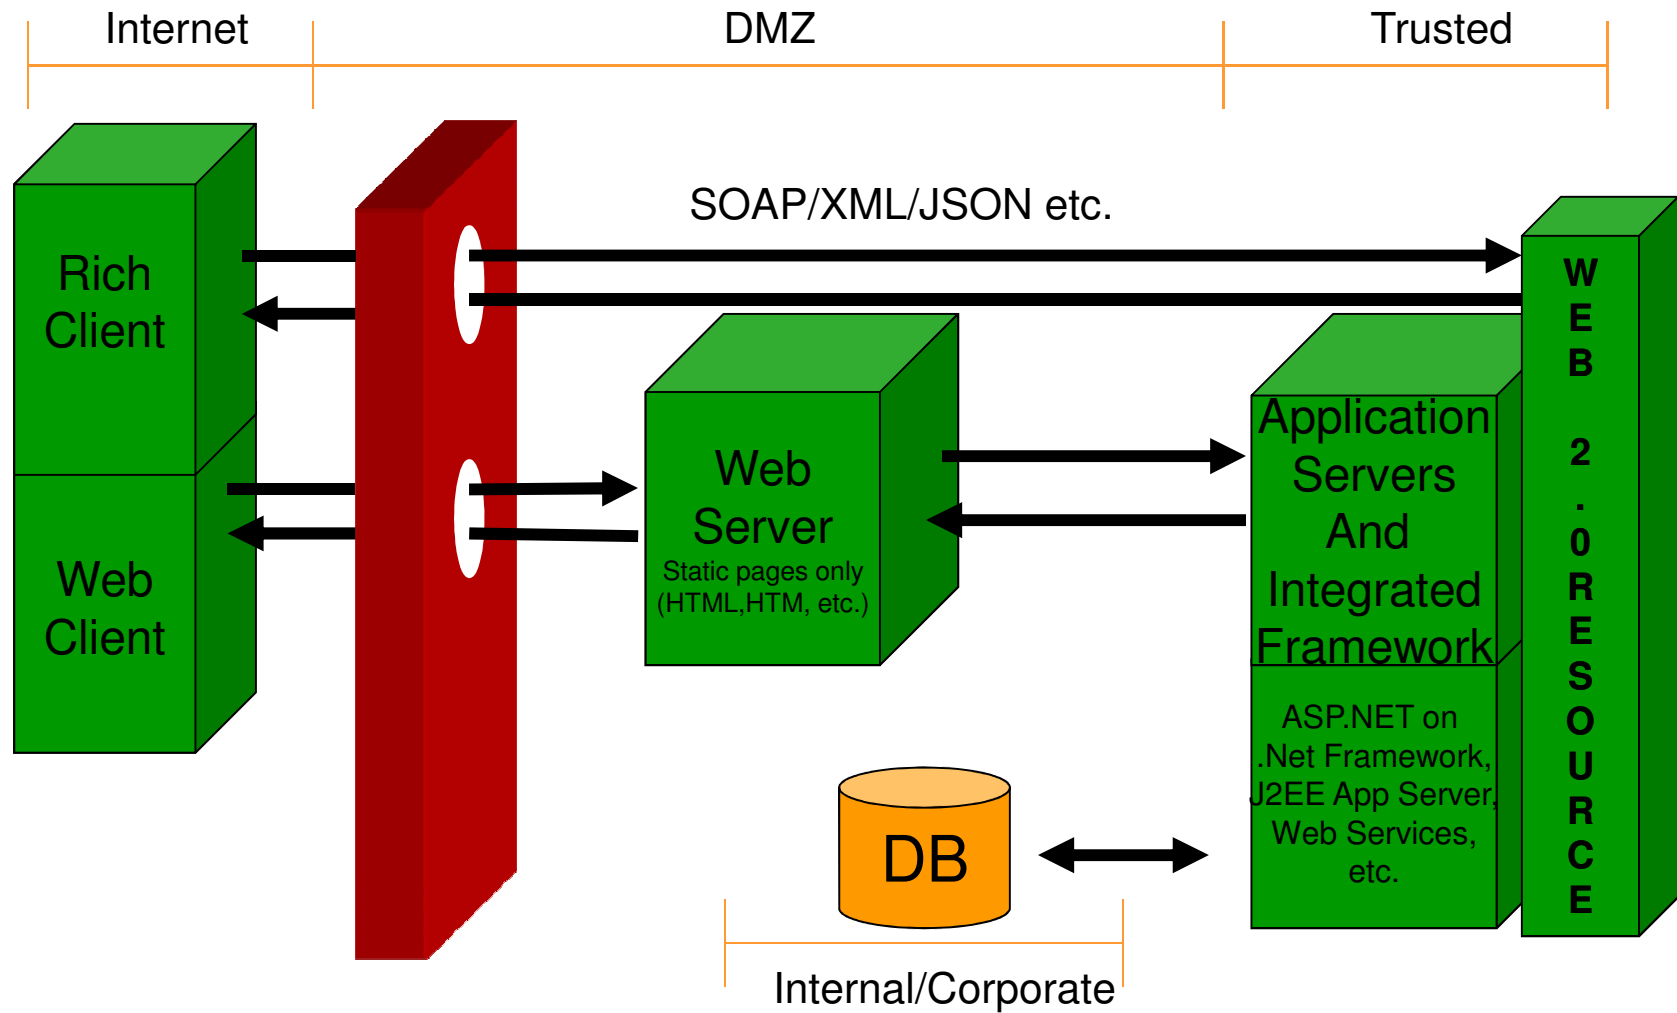 Internet
DMZ
Trusted
SOAP/XML/JSON etc.
Rich
Client
Web
Client
Web
Server
Static pages only
(HTML,HTM, etc.)
Application
Servers
And
Integrated
Framework
ASP.NET on
.Net Framework,
J2EE App Server,
Web Services,
etc.
W
E
B
2
.
0
R
E
S
O
U
R
C
E
DB
Internal/Corporate